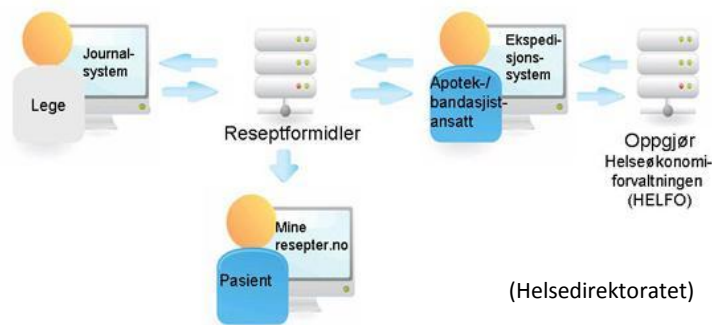 Journal-
system
Lege
Reseptformidler
Ekspedi-
sjons-
system
Apotek-/
bandasjist-
ansatt
Oppgjør
Helseøkonomi-
forvaltningen
(HELFO)
Mine
resepter.no
Pasient
(Helsedirektoratet)